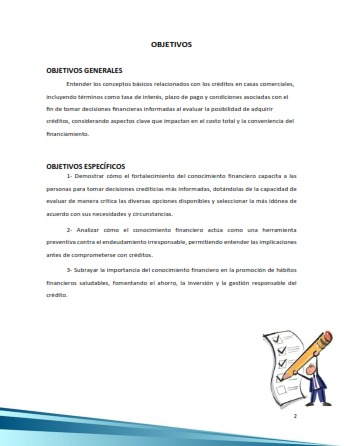 OBJETIVOS
OBJETIVOS GENERALES
Entender los conceptos básicos relacionados con los créditos en casas comerciales,
incluyendo términos como tasa de interés, plazo de pago y condiciones asociadas con el
fin de tomar decisiones financieras informadas al evaluar la posibilidad de adquirir
créditos, considerando aspectos clave que impactan en el costo total y la conveniencia del
financiamiento.
OBJETIVOS ESPECÍFICOS
1- Demostrar cómo el fortalecimiento del conocimiento financiero capacita a las
personas para tomar decisiones crediticias más informadas, dotándolas de la capacidad de
evaluar de manera crítica las diversas opciones disponibles y seleccionar la más idónea de
acuerdo con sus necesidades y circunstancias.
2- Analizar cómo el conocimiento financiero actúa como una herramienta
preventiva contra el endeudamiento irresponsable, permitiendo entender las implicaciones
antes de comprometerse con créditos.
3- Subrayar la importancia del conocimiento financiero en la promoción de hábitos
financieros saludables, fomentando el ahorro, la inversión y la gestión responsable del
crédito.
2